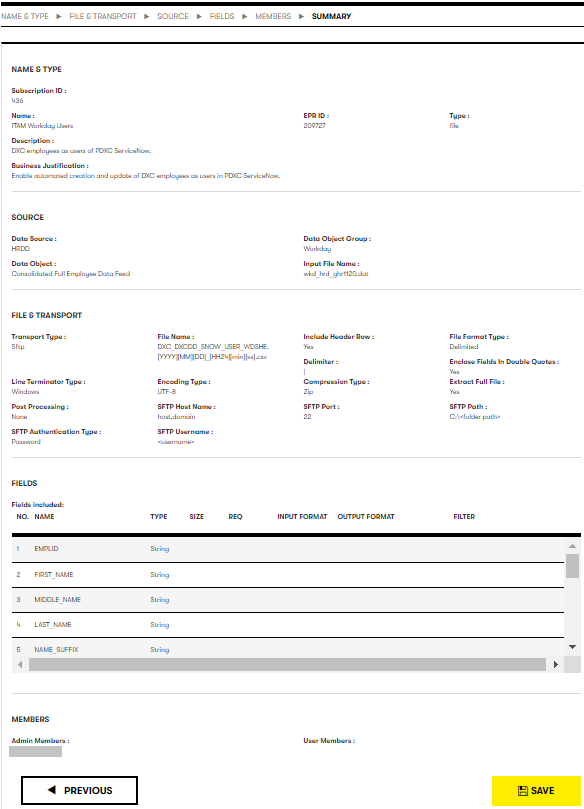 NAME & TYPE ▶ FILE & TRANSPORT ▶ SOURCE ▶ FIELDS ▶ MEMBERS ▶ SUMMARY
NAME & TYPE
Subscription ID :
436
Name : EPR ID : Type :
ITAM Workday Users 209727 file
Description :
DXC employees as users of PDXC ServiceNow.
Business Justification :
Enable automated creation and update of DXC employees as users in PDXC ServiceNow.
SOURCE
Data Source : Data Object Group :
HRDD Workday
Data Object : Input File Name :
Consolidated Full Employee Data Feed wkd_hrd_ghr1120.dat
FILE & TRANSPORT
Transport Type : File Name : Include Header Row : File Format Type :
Sftp DXC_DXCDD_SNOW_USER_WDSHE. Yes Delimited
[YYYY][MM][DD]_[HH24][min][ss].csv
Delimiter : Enclose Fields In Double Quotes :
| Yes
Line Terminator Type : Encoding Type : Compression Type : Extract Full File :
Windows UTF-8 Zip Yes
Post Processing : SFTP Host Name : SFTP Port : SFTP Path :
None host.domain 22 C:\<folder path>
SFTP Authentication Type : SFTP Username :
Password <username>
FIELDS
Fields included:
NO. NAME TYPE SIZE REQ INPUT FORMAT OUTPUT FORMAT FILTER
1 EMPLID String
2 FIRST_NAME String
3 MIDDLE_NAME String
4 LAST_NAME String
5 NAME_SUFFIX String
MEMBERS
Admin Members : User Members :
◀ PREVIOUS SAVE